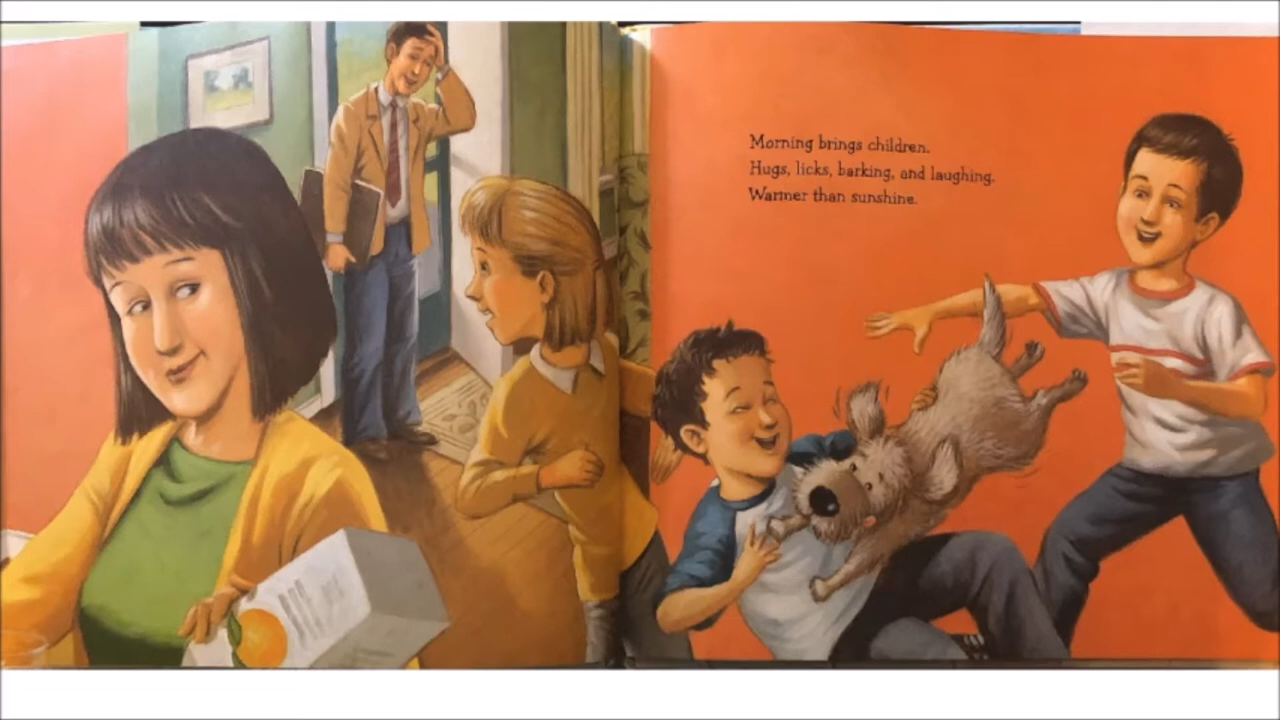 Morning brings children.
Hugs, licks, barking, and laughing.
Warmer than sunshine.